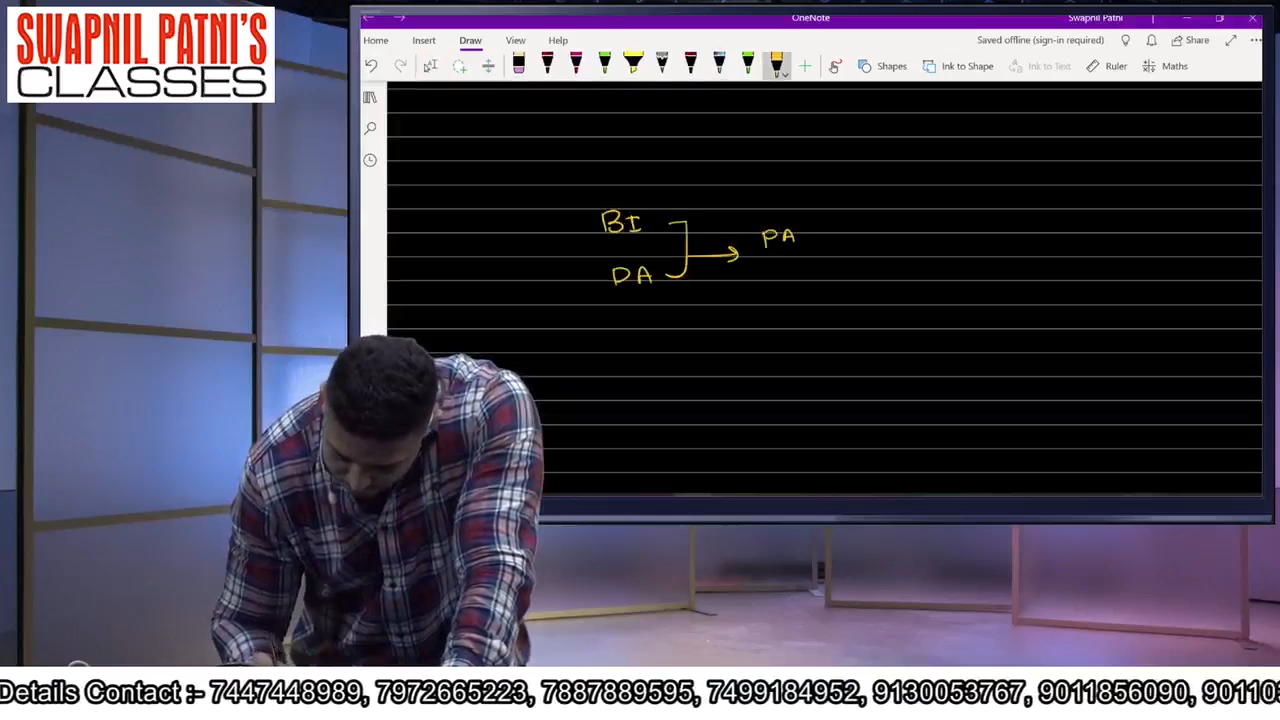 SWAPNIL PATNI'S
CLASSES
OneNote
Swapnil Patni
Home Insert Draw View Help
Saved offline (sign-in required)
Share
Shapes
Ink to Shape
Ink to Text
Ruler
Maths
BI
DA
PA
Details Contact :- 7447448989, 7972665223, 7887889595, 7499184952, 9130053767, 9011856090, 901103